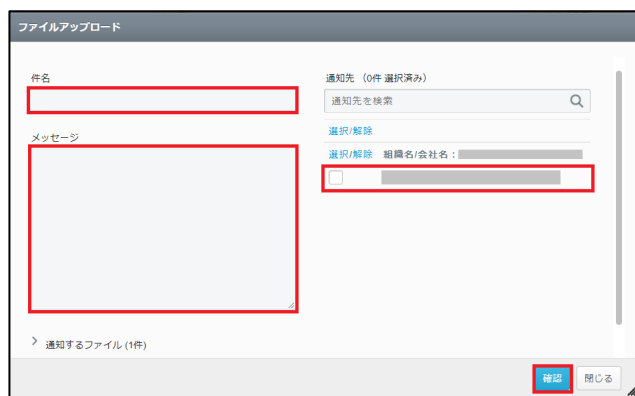 ファイルアップロード
件名
メッセージ
通知するファイル (1件)
通知先 （0件 選択済み）
通知先を検索
選択/解除
選択/解除 組織名/会社名：
確認 閉じる